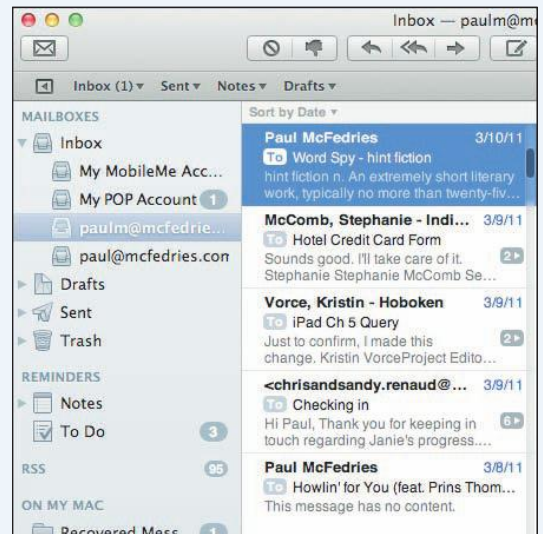 Inbox — paulm@m
Inbox (1) Sent Notes Drafts
MAILBOXES
Inbox
My MobileMe Acc...
My POP Account 1
paulm@mcfedrie...
paul@mcfedries.com
Drafts
Sent
Trash
REMINDERS
Notes
To Do 3
RSS 95
ON MY MAC
Recovered Mess 1
Sort by Date
Paul McFedries 3/10/11
To Word Spy - hint fiction
hint fiction n. An extremely short literary
work, typically no more than twenty-fiv...
McComb, Stephanie - Indi... 3/9/11
To Hotel Credit Card Form
Sounds good. I'll take care of it. 2
Stephanie Stephanie McComb Se...
Vorce, Kristin - Hoboken 3/9/11
To iPad Ch 5 Query
Just to confirm, I made this 2
change. Kristin VorceProject Edito...
<chrisandsandy.renaud@... 3/9/11
To Checking in
Hi Paul, Thank you for keeping in 6
touch regarding Janie's progress....
Paul McFedries 3/8/11
To Howlin' for You (feat. Prins Thom...
This message has no content.